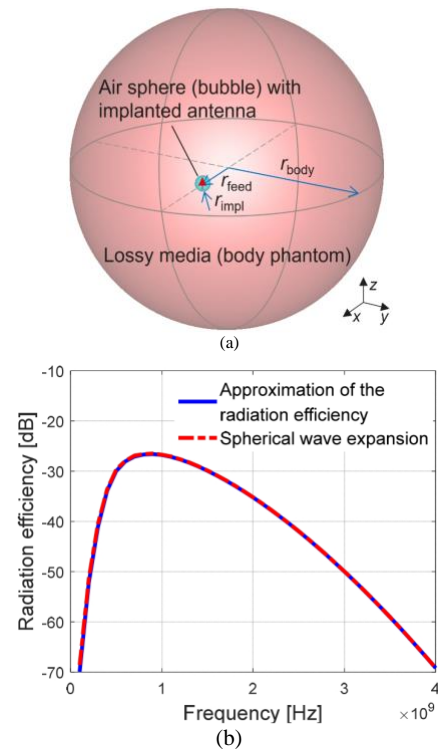 Air sphere (bubble) with
implanted antenna
r_feed
r_impl
r_body
Lossy media (body phantom)
z
x
y
(a)
-10
-20
-30
-40
-50
-60
-70
Radiation efficiency [dB]
Approximation of the
radiation efficiency
Spherical wave expansion
0 1 2 3 4
Frequency [Hz] ×10⁹
(b)